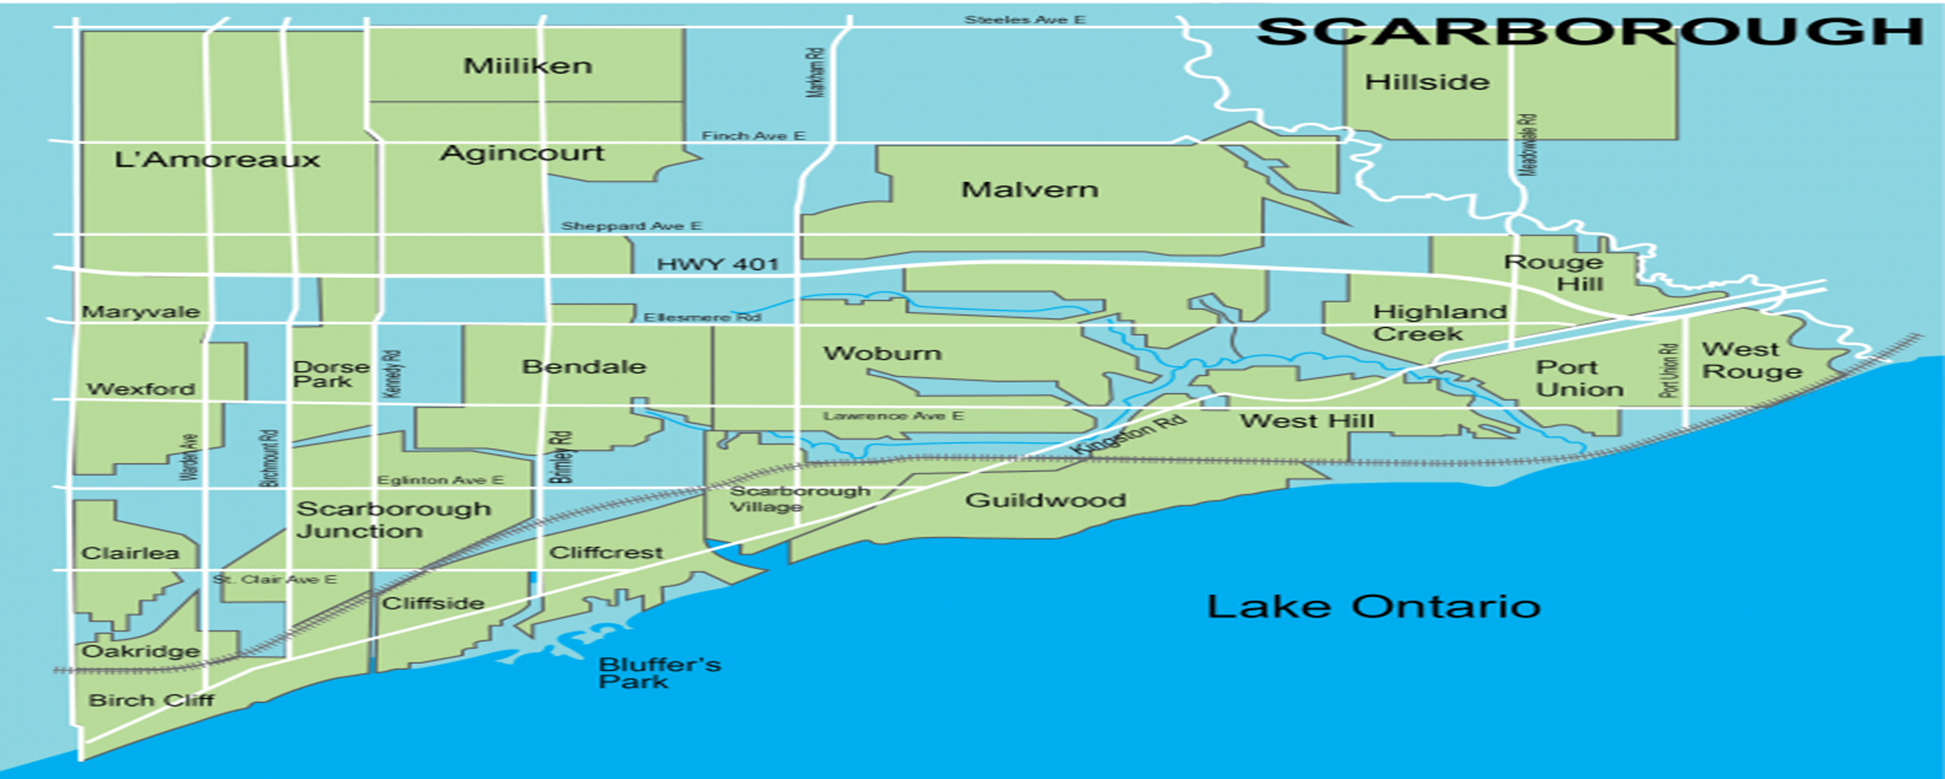 Steeles Ave E
SCARBOROUGH
Miiliken
Markham Rd
Hillside
Finch Ave E
Meadowvale Rd
L'Amoreaux
Agincourt
Malvern
Sheppard Ave E
HWY 401
Rouge
Hill
Maryvale
Ellesmere Rd
Highland
Creek
Woburn
Dorse
Park
Kennedy Rd
Bendale
Port Union Rd
West
Rouge
Wexford
Port
Union
Lawrence Ave E
West Hill
Kingston Rd
Warden Ave
Birchmount Rd
Brimley Rd
Eglinton Ave E
Scarborough
Village
Guildwood
Scarborough
Junction
Clairlea
Cliffcrest
St. Clair Ave E
Cliffside
Lake Ontario
Oakridge
Bluffer's
Park
Birch Cliff